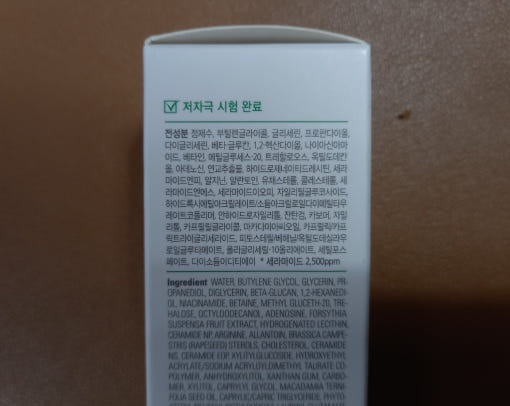 저자극 시험 완료
전성분 정제수, 부틸렌글라이콜, 글리세린, 프로판다이올,
다이글리세린, 베타-글루칸, 1,2-헥산다이올, 나이아신아마
이드, 베타인, 메틸글루세스-20, 트레할로오스, 옥틸도데칸
올, 아데노신, 연교추출물, 하이드로제네이티드레시틴, 세라
마이드엔피, 알지닌, 알란토인, 유채스테롤, 콜레스테롤, 세
라마이드엔에스, 세라마이드이오피, 자일리틸글루코사이드,
하이드록시에틸아크릴레이트/소듐아크릴로일다이메틸타우
레이트코폴리머, 안하이드로자일리톨, 잔탄검, 카보머, 자일
리톨, 카프릴릴글라이콜, 마카다미아씨오일, 카프릴릭/카프
릭트라이글리세라이드, 피토스테릴/베헤닐/옥틸도데실라우
로일글루타메이트, 폴리글리세릴-10올리에이트, 세틸포스
페이트, 다이소듐이디티에이 * 세라마이드 2,500ppm
Ingredient WATER, BUTYLENE GLYCOL, GLYCERIN, PR-
OPANEDIOL, DIGLYCERIN, BETA-GLUCAN, 1,2-HEXANEDI-
OL, NIACINAMIDE, BETAINE, METHYL GLUCETH-20, TRE-
HALOSE, OCTYLDODECANOL, ADENOSINE, FORSYTHIA
SUSPENSA FRUIT EXTRACT, HYDROGENATED LECITHIN,
CERAMIDE NP, ARGININE, ALLANTOIN, BRASSICA CAMPE-
STRIS (RAPESEED) STEROLS, CHOLESTEROL, CERAMIDE
NS, CERAMIDE EOP, XYLITYLGLUCOSIDE, HYDROXYETHYL
ACRYLATE/SODIUM ACRYLOYLDIMETHYL TAURATE CO-
POLYMER, ANHYDROXYLITOL, XANTHAN GUM, CARBO-
MER, XYLITOL, CAPRYLYL GLYCOL, MACADAMIA TERNI-
FOLIA SEED OIL, CAPRYLIC/CAPRIC TRIGLYCERIDE, PHYTO-